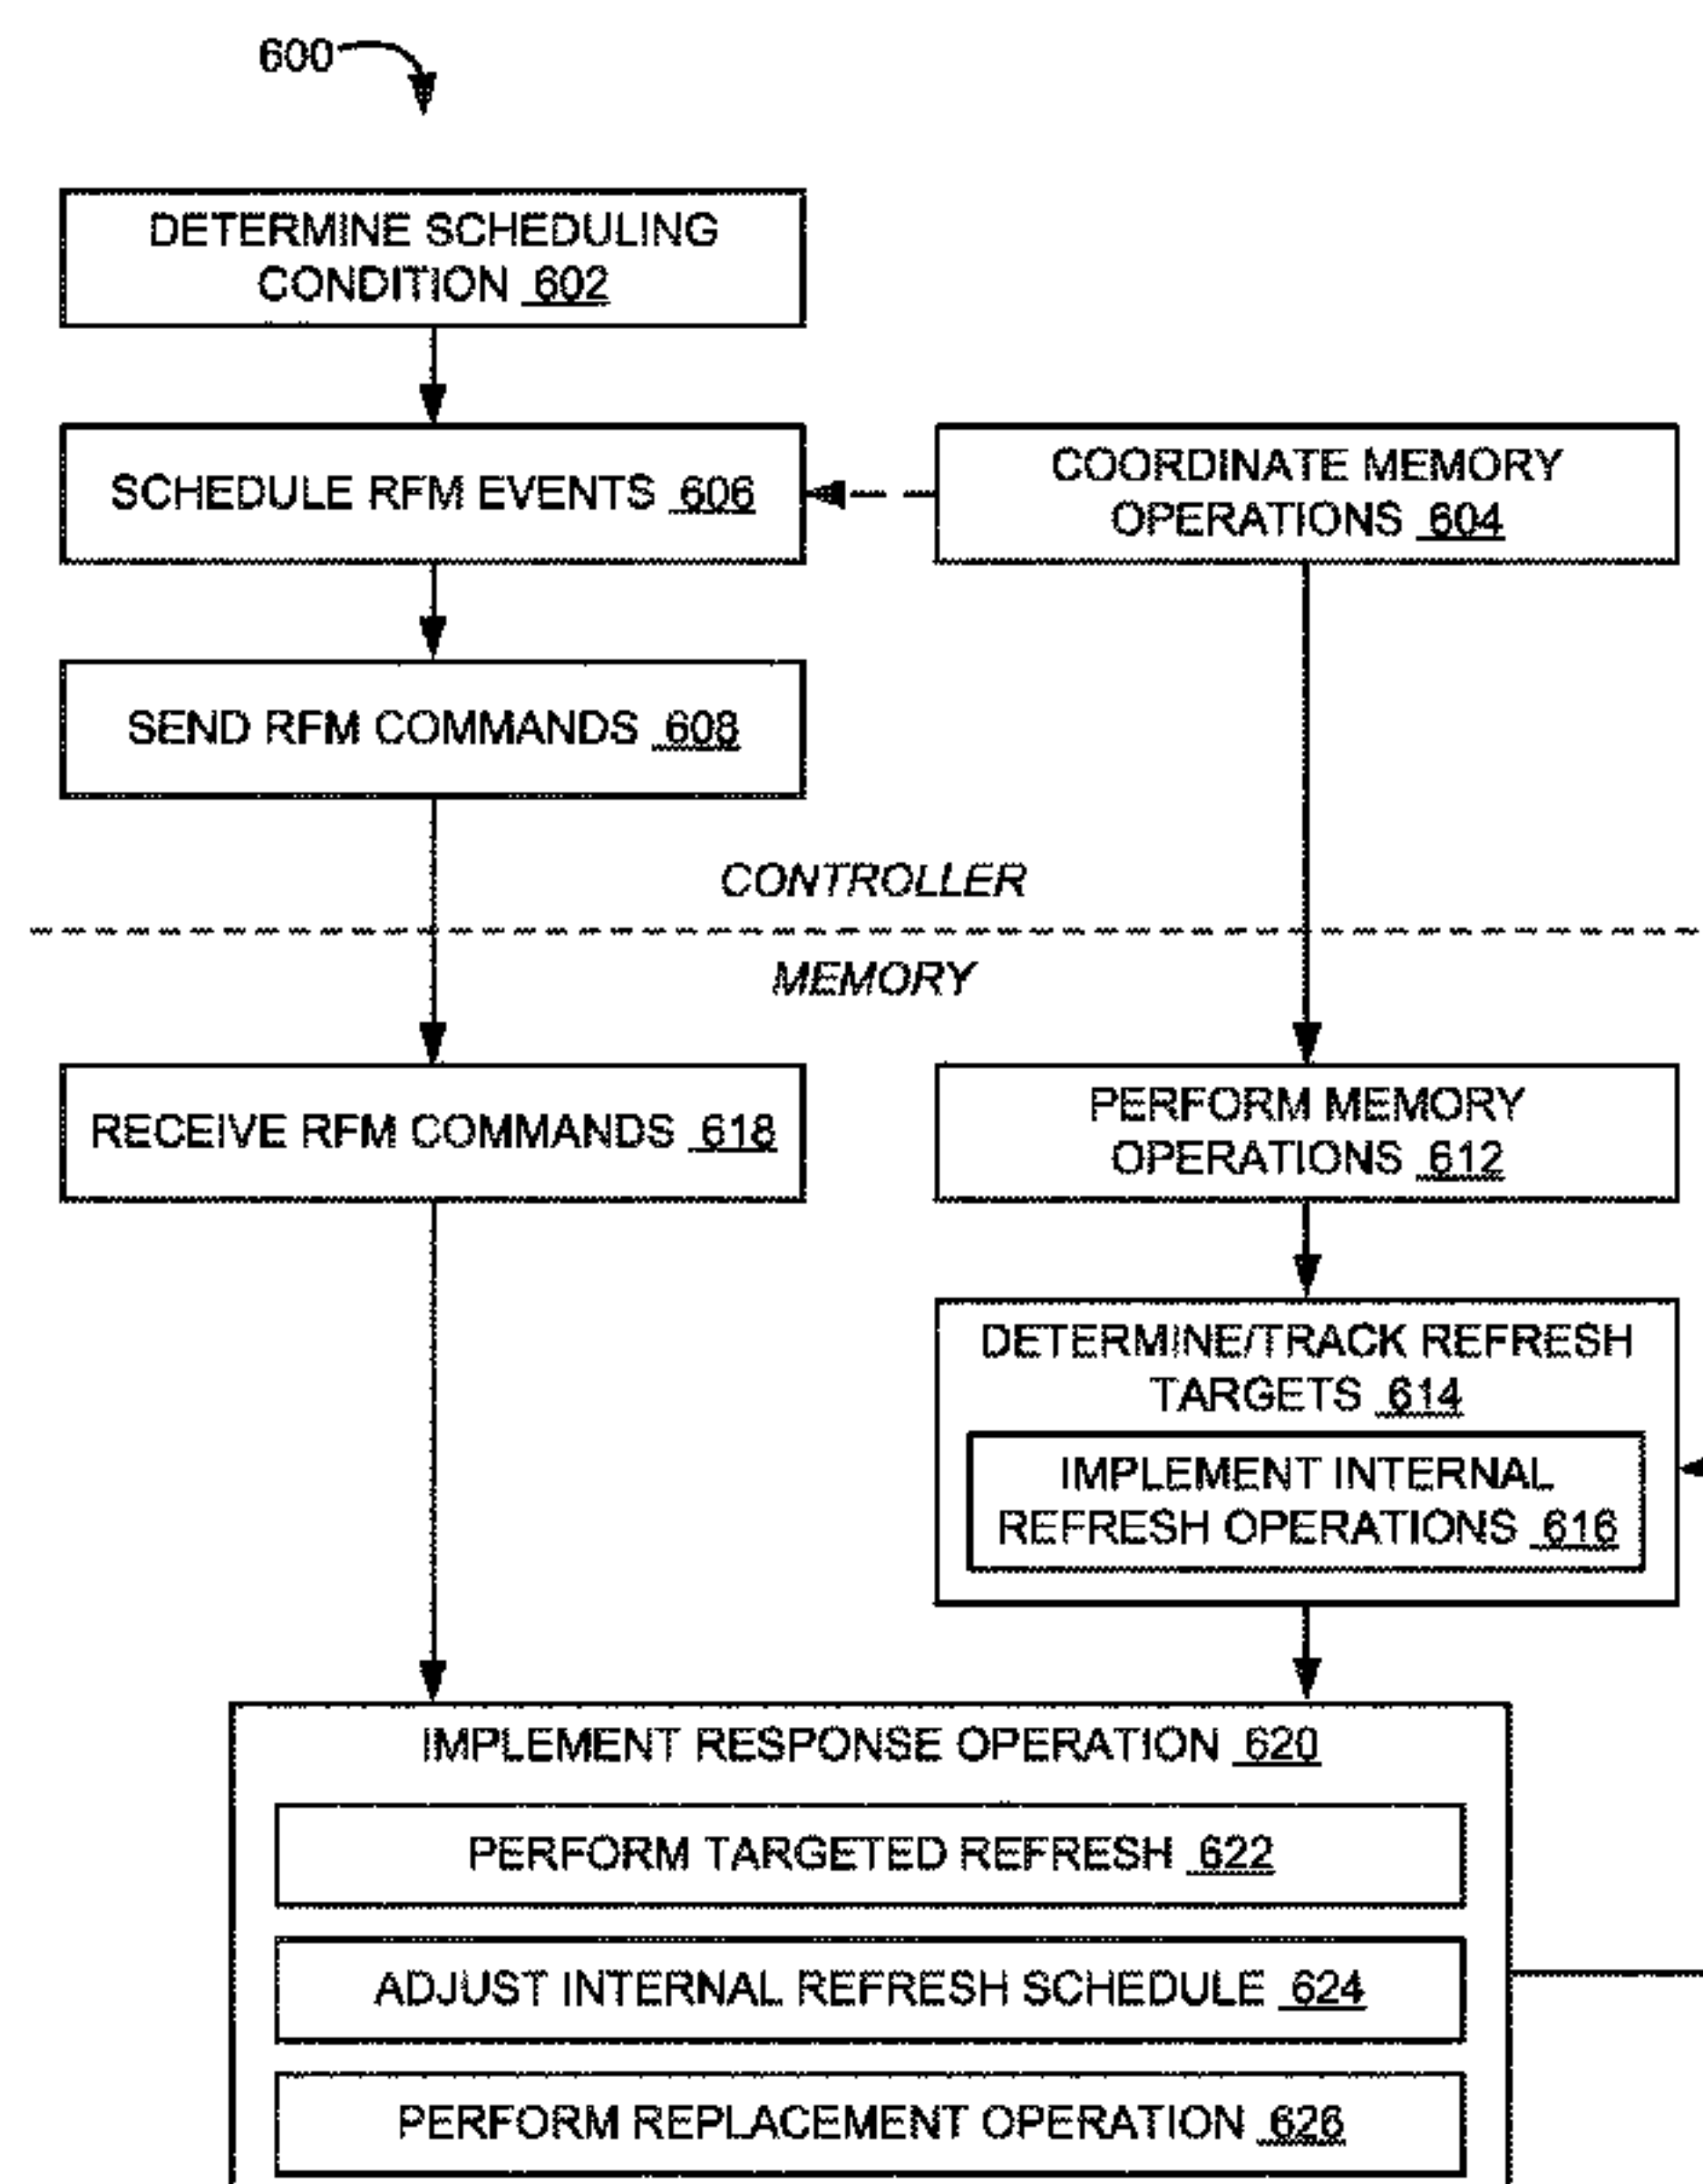 600
DETERMINE SCHEDULING
CONDITION 602
SCHEDULE RFM EVENTS 606
COORDINATE MEMORY
OPERATIONS 604
SEND RFM COMMANDS 608
CONTROLLER
MEMORY
RECEIVE RFM COMMANDS 618
PERFORM MEMORY
OPERATIONS 612
DETERMINE/TRACK REFRESH
TARGETS 614
IMPLEMENT INTERNAL
REFRESH OPERATIONS 616
IMPLEMENT RESPONSE OPERATION 620
PERFORM TARGETED REFRESH 622
ADJUST INTERNAL REFRESH SCHEDULE 624
PERFORM REPLACEMENT OPERATION 626